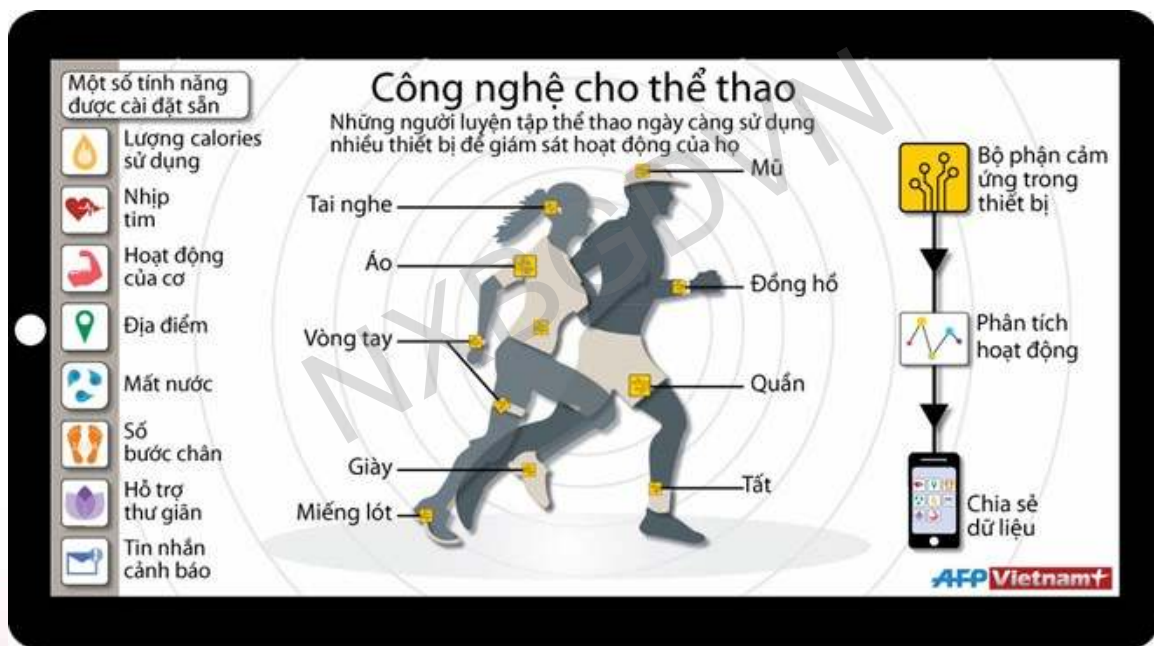 Công nghệ cho thể thao
Những người luyện tập thể thao ngày càng sử dụng
nhiều thiết bị để giám sát hoạt động của họ
Một số tính năng
được cài đặt sẵn
Lượng calories
sử dụng
Nhịp
tim
Hoạt động
của cơ
Địa điểm
Mất nước
Số
bước chân
Hỗ trợ
thư giãn
Tin nhắn
cảnh báo
Tai nghe
Áo
Vòng tay
Giày
Miếng lót
Mũ
Đồng hồ
Quần
Tất
Bộ phận cảm
ứng trong
thiết bị
Phân tích
hoạt động
Chia sẻ
dữ liệu
AFP Vietnam+
NXBGDVN